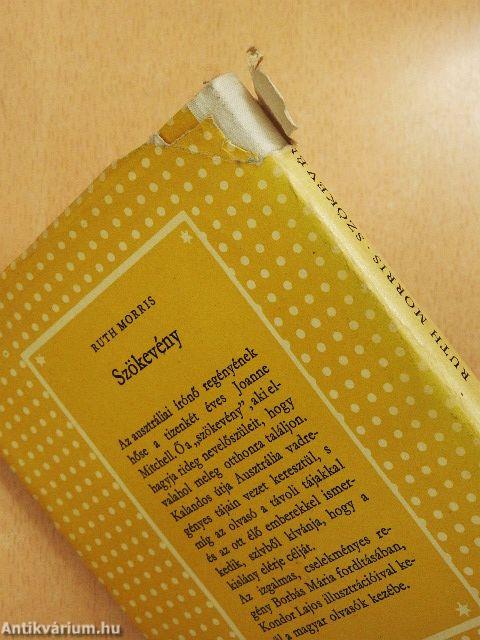 RUTH MORRIS
Szökevény
Az ausztráliai írónő regényének
hőse a tizenkét éves Joanne
Mitchell. Ő a „szökevény”, aki el-
hagyja rideg nevelőszüleit, hogy
valahol meleg otthonra találjon.
Kalandos útja Ausztrália vadre-
gényes tájain vezet keresztül, s
míg az olvasó a távoli tájakkal
és az ott élő emberekkel ismer-
kedik, szívből kívánja, hogy a
kislány elérje célját.
Az izgalmas, cselekményes re-
gény Borbás Mária fordításában,
Kondor Lajos illusztrációival ke-
a magyar olvasók kezébe.
RUTH MORRIS · SZÖKEVÉ
Antikvárium.hu